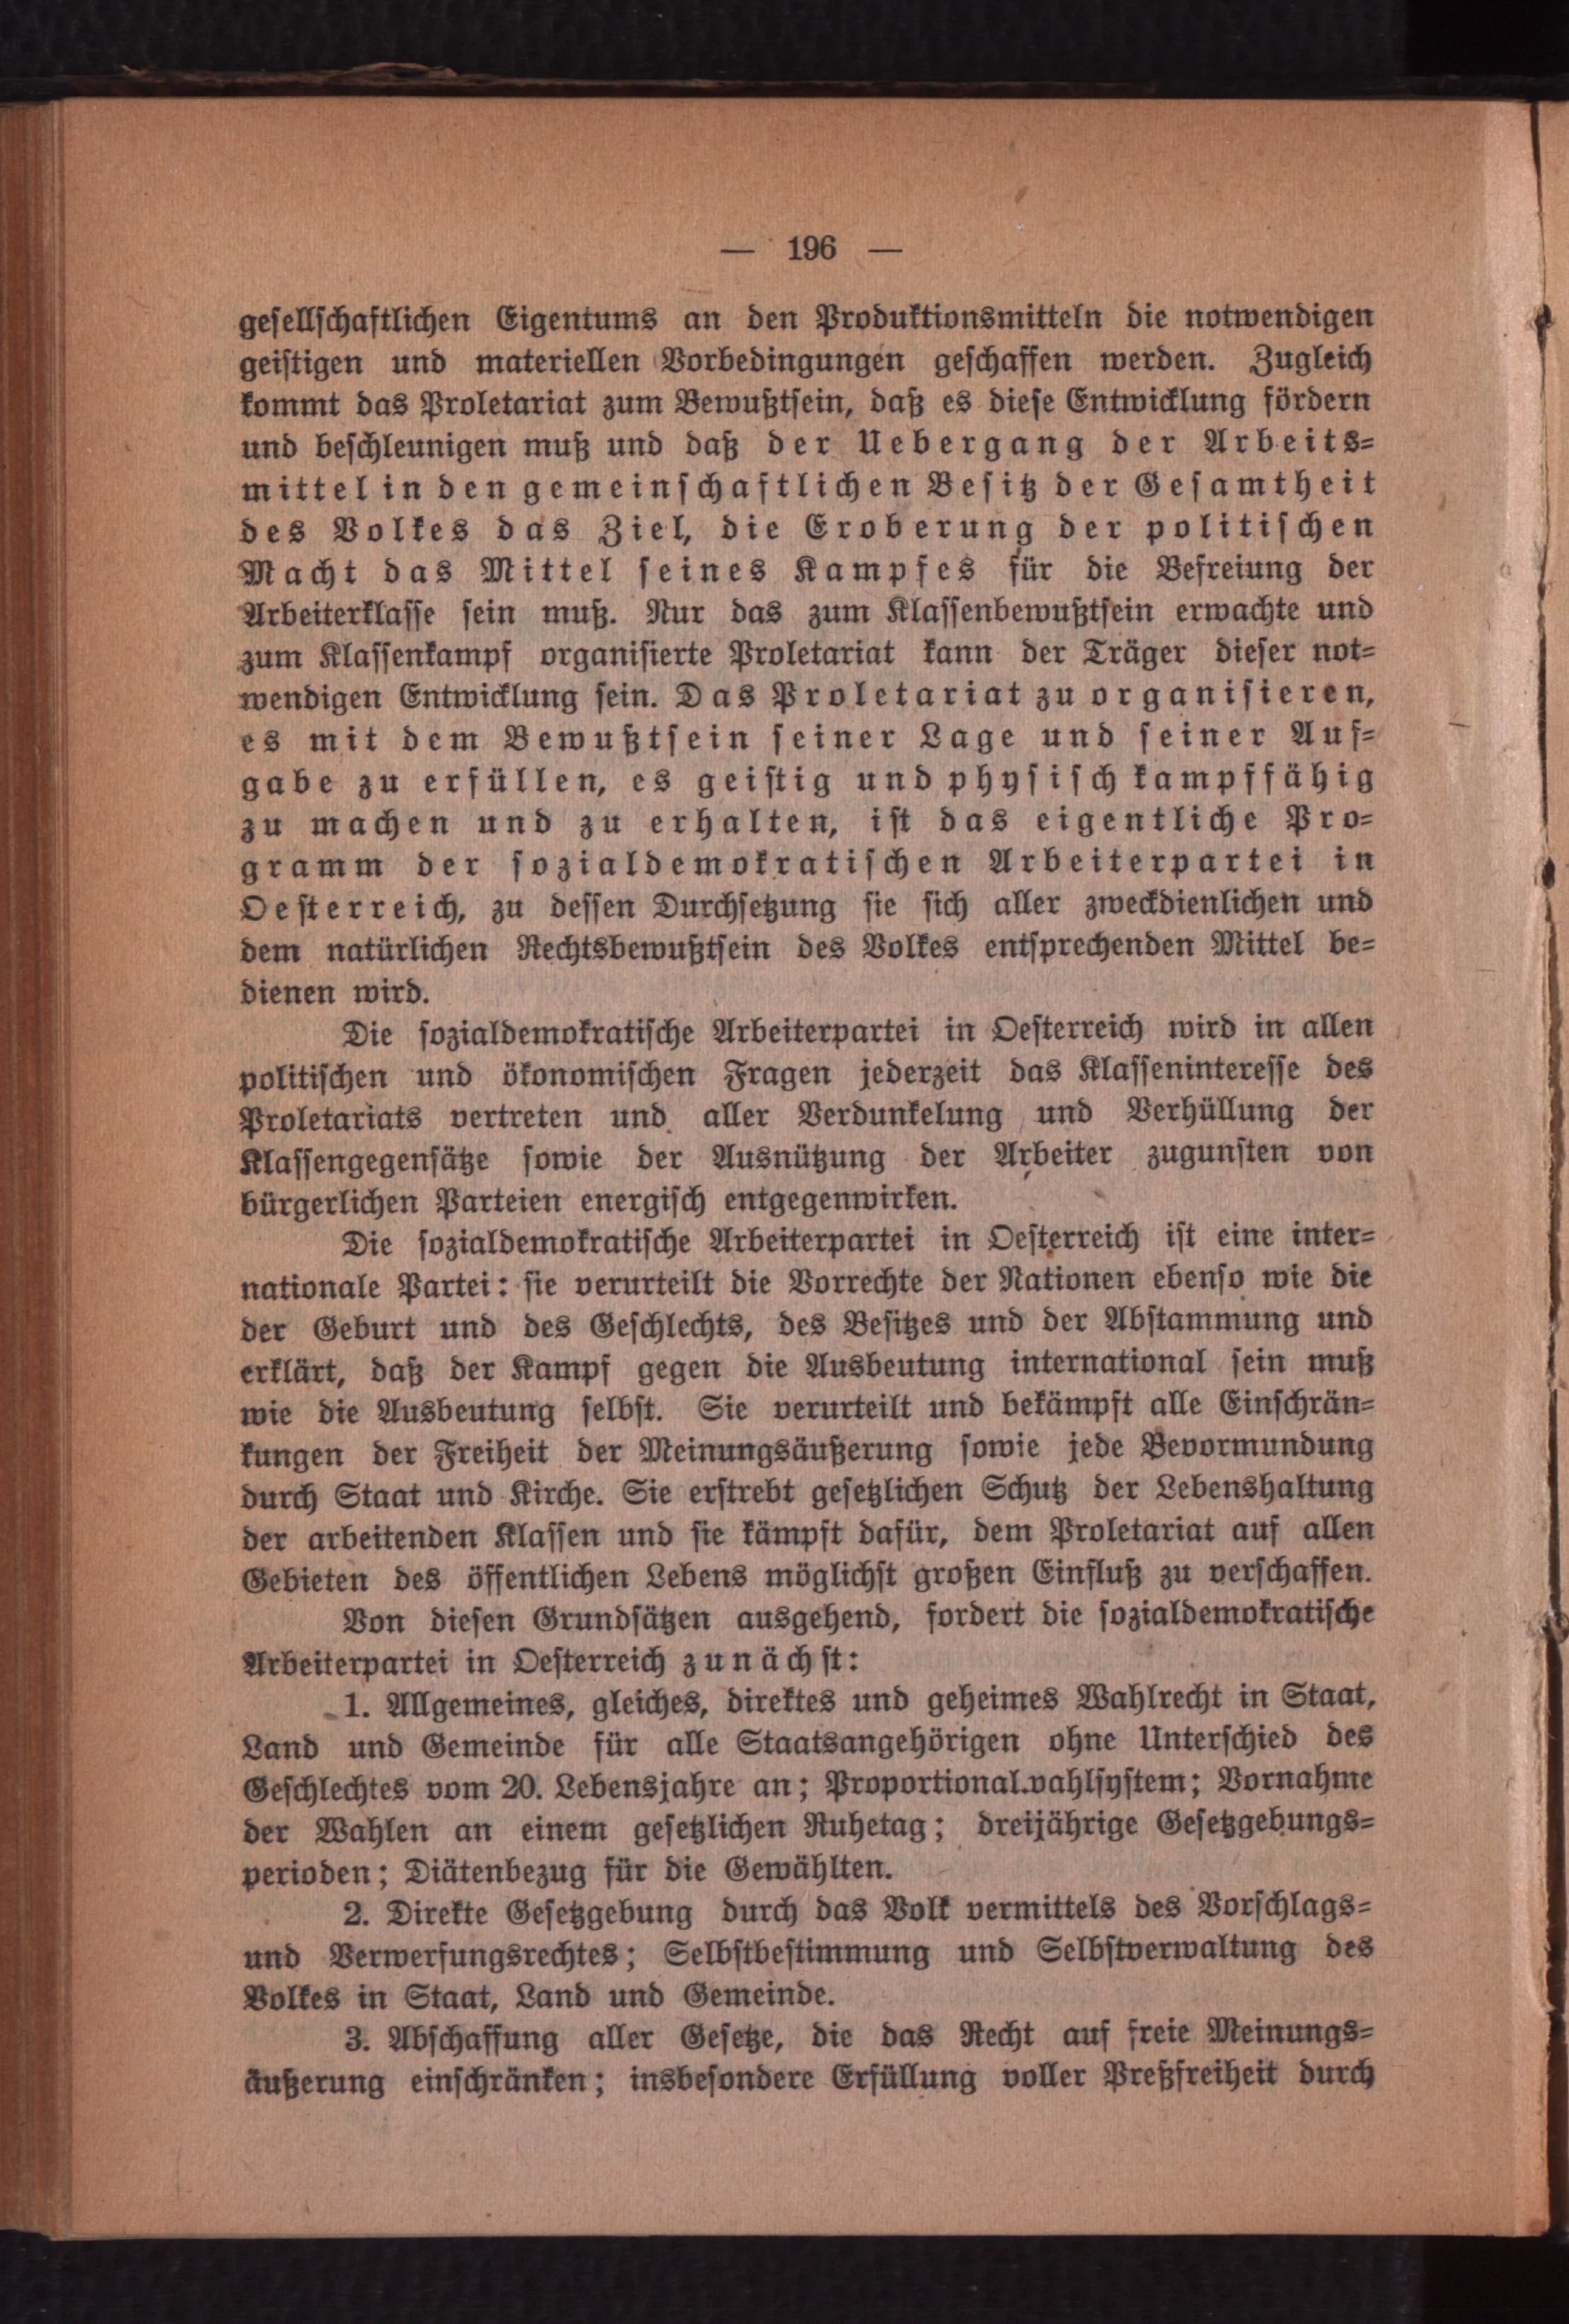 — 196 —
gesellschaftlichen Eigentums an den Produktionsmitteln die notwendigen
geistigen und materiellen Vorbedingungen geschaffen werden. Zugleich
kommt das Proletariat zum Bewußtsein, daß es diese Entwicklung fördern
und beschleunigen muß und daß der Uebergang der Arbeits-
mittel in den gemeinschaftlichen Besitz der Gesamtheit
des Volkes das Ziel, die Eroberung der politischen
Macht das Mittel seines Kampfes für die Befreiung der
Arbeiterklasse sein muß. Nur das zum Klassenbewußtsein erwachte und
zum Klassenkampf organisierte Proletariat kann der Träger dieser not-
wendigen Entwicklung sein. Das Proletariat zu organisieren,
es mit dem Bewußtsein seiner Lage und seiner Auf-
gabe zu erfüllen, es geistig und physisch kampffähig
zu machen und zu erhalten, ist das eigentliche Pro-
gramm der sozialdemokratischen Arbeiterpartei in
Oesterreich, zu dessen Durchsetzung sie sich aller zweckdienlichen und
dem natürlichen Rechtsbewußtsein des Volkes entsprechenden Mittel be-
dienen wird.
Die sozialdemokratische Arbeiterpartei in Oesterreich wird in allen
politischen und ökonomischen Fragen jederzeit das Klasseninteresse des
Proletariats vertreten und aller Verdunkelung und Verhüllung der
Klassengegensätze sowie der Ausnützung der Arbeiter zugunsten von
bürgerlichen Parteien energisch entgegenwirken.
Die sozialdemokratische Arbeiterpartei in Oesterreich ist eine inter-
nationale Partei: sie verurteilt die Vorrechte der Nationen ebenso wie die
der Geburt und des Geschlechts, des Besitzes und der Abstammung und
erklärt, daß der Kampf gegen die Ausbeutung international sein muß
wie die Ausbeutung selbst. Sie verurteilt und bekämpft alle Einschrän-
kungen der Freiheit der Meinungsäußerung sowie jede Bevormundung
durch Staat und Kirche. Sie erstrebt gesetzlichen Schutz der Lebenshaltung
der arbeitenden Klassen und sie kämpft dafür, dem Proletariat auf allen
Gebieten des öffentlichen Lebens möglichst großen Einfluß zu verschaffen.
Von diesen Grundsätzen ausgehend, fordert die sozialdemokratische
Arbeiterpartei in Oesterreich zunächst:
1. Allgemeines, gleiches, direktes und geheimes Wahlrecht in Staat,
Land und Gemeinde für alle Staatsangehörigen ohne Unterschied des
Geschlechtes vom 20. Lebensjahre an; Proportionalwahlsystem; Vornahme
der Wahlen an einem gesetzlichen Ruhetag; dreijährige Gesetzgebungs-
perioden; Diätenbezug für die Gewählten.
2. Direkte Gesetzgebung durch das Volk vermittels des Vorschlags-
und Verwerfungsrechtes; Selbstbestimmung und Selbstverwaltung des
Volkes in Staat, Land und Gemeinde.
3. Abschaffung aller Gesetze, die das Recht auf freie Meinungs-
äußerung einschränken; insbesondere Erfüllung voller Preßfreiheit durch